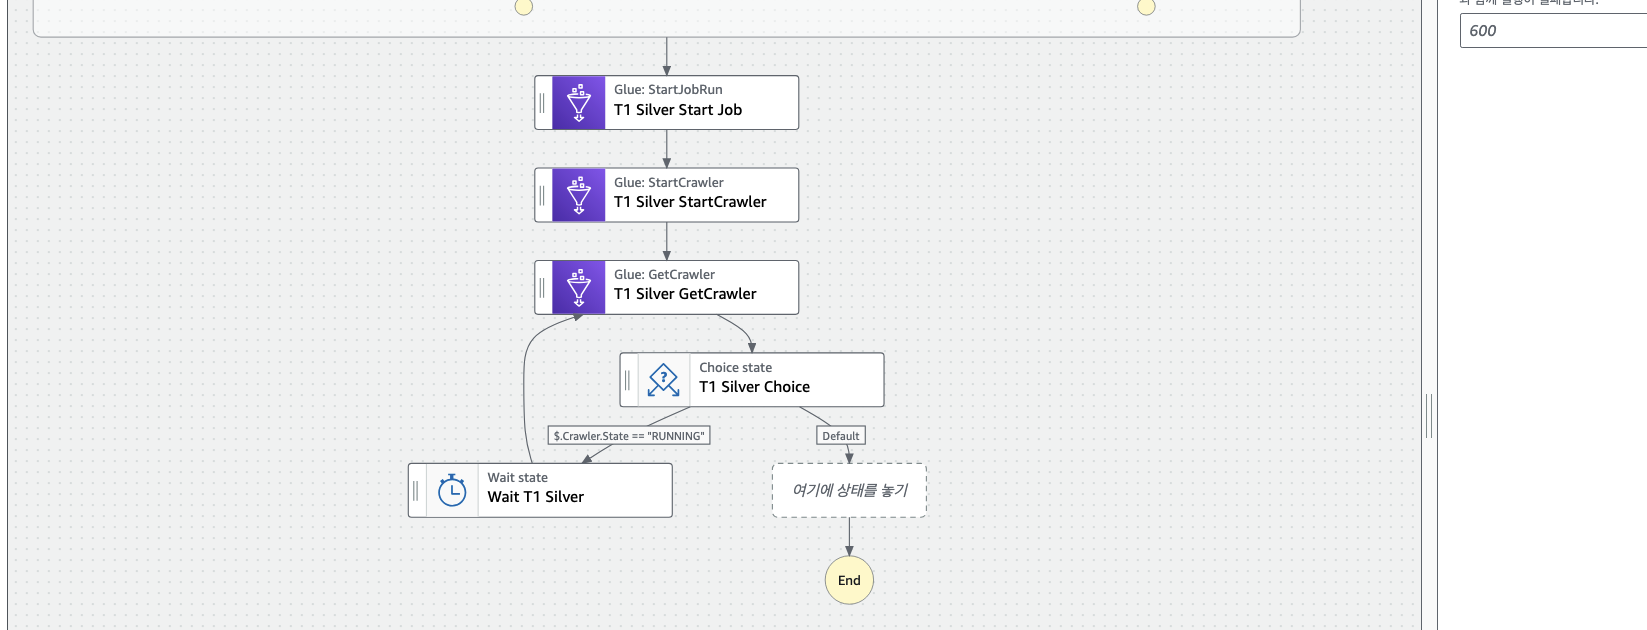 600
Glue: StartJobRun
T1 Silver Start Job
Glue: StartCrawler
T1 Silver StartCrawler
Glue: GetCrawler
T1 Silver GetCrawler
Choice state
T1 Silver Choice
$.Crawler.State == "RUNNING"
Default
Wait state
Wait T1 Silver
여기에 상태를 놓기
End